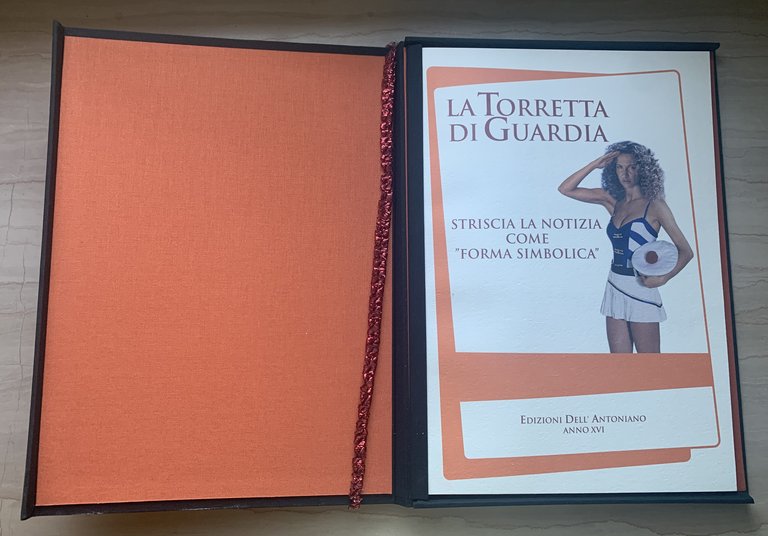 LA TORRETTA
DI GUARDIA
STRISCIA LA NOTIZIA
COME
"FORMA SIMBOLICA"
EDIZIONI DELL' ANTONIANO
ANNO XVI